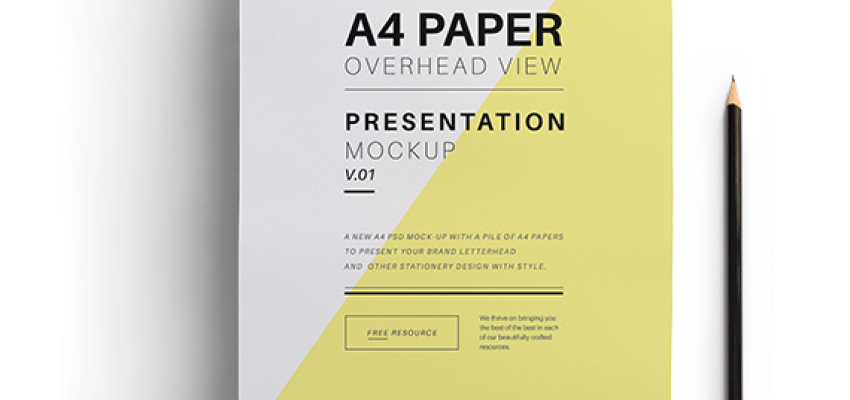 A4 PAPER
OVERHEAD VIEW
PRESENTATION
MOCKUP
V.01
A NEW A4 PSD MOCK-UP WITH A PILE OF A4 PAPERS
TO PRESENT YOUR BRAND LETTERHEAD
AND OTHER STATIONERY DESIGN WITH STYLE.
FREE RESOURCE
We thrive on bringing you
the best of the best in each
of our beautifully crafted
resources.